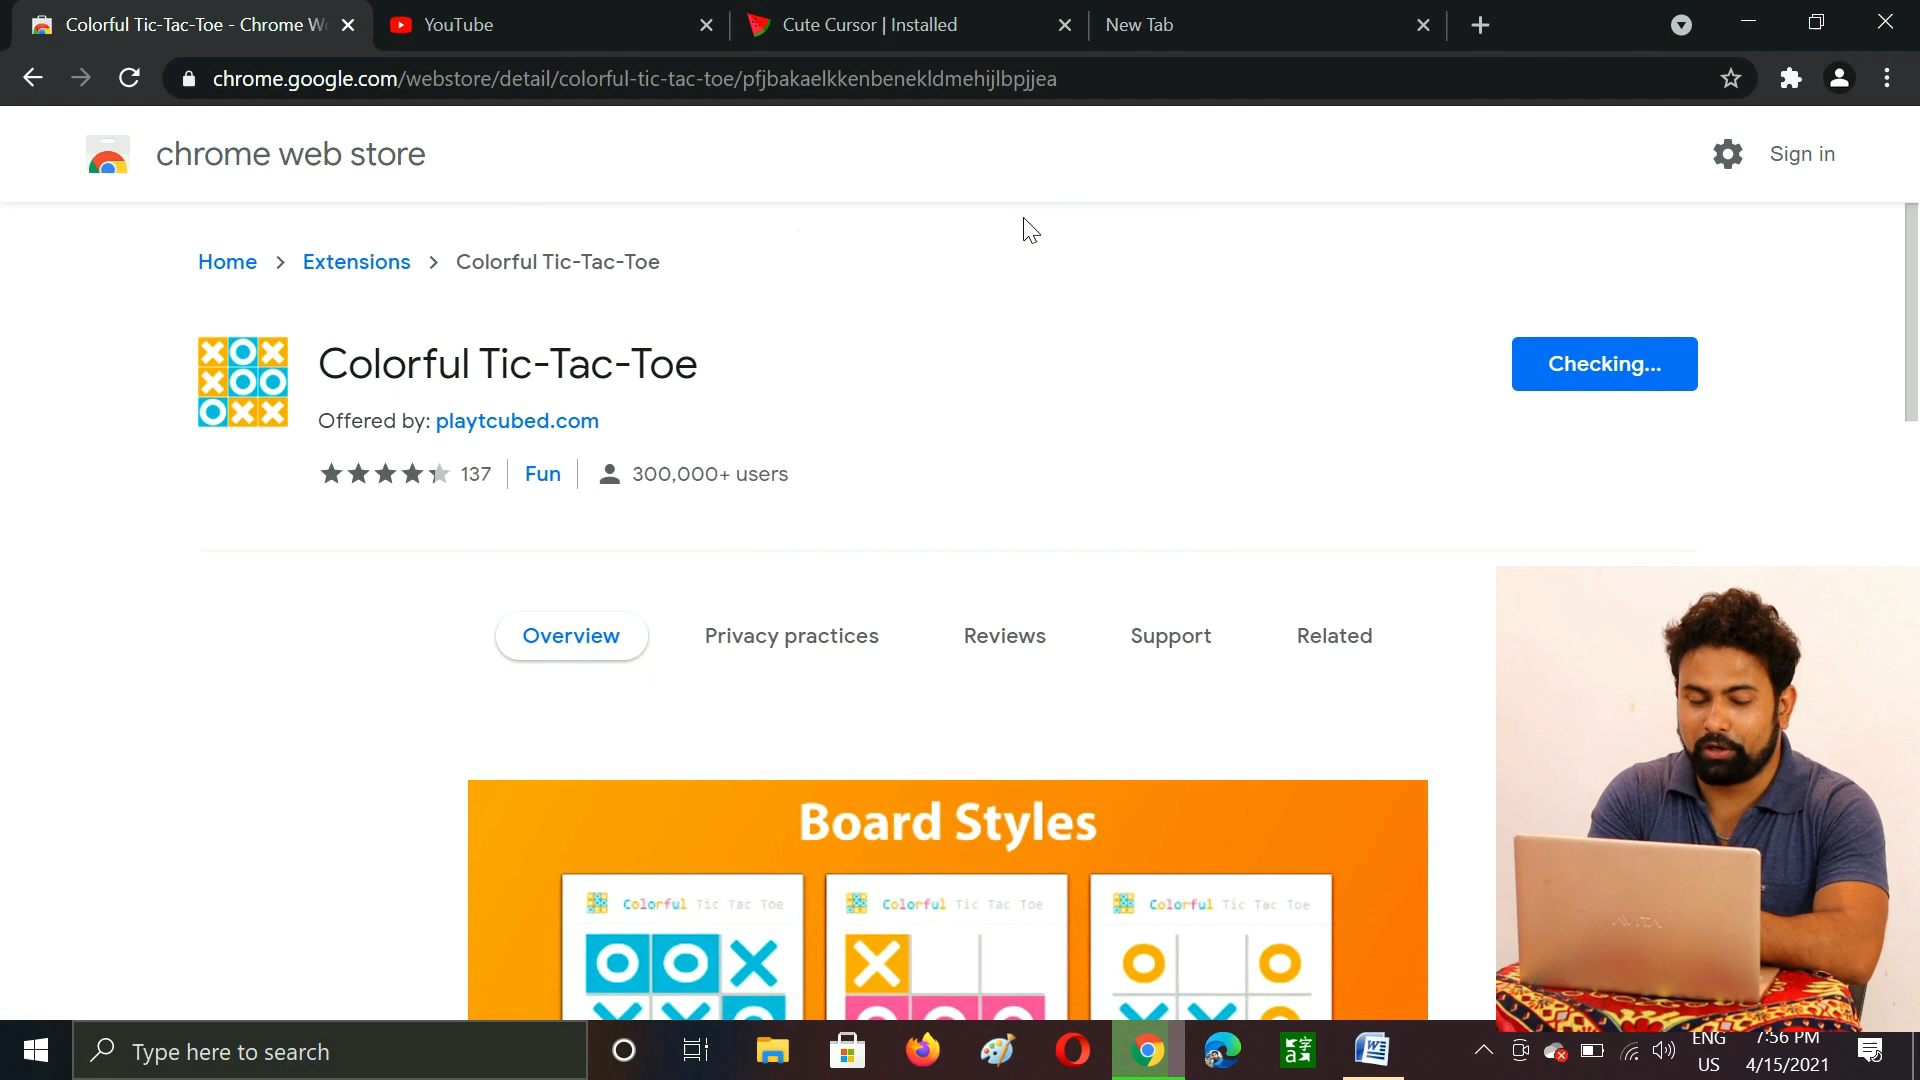 Colorful Tic-Tac-Toe - Chrome W
YouTube
Cute Cursor | Installed
New Tab
chrome.google.com/webstore/detail/colorful-tic-tac-toe/pfjbakaelkkenbenekldmehijlbpjjea
chrome web store
Sign in
Home > Extensions > Colorful Tic-Tac-Toe
Colorful Tic-Tac-Toe
Checking...
Offered by: playtcubed.com
137
Fun
300,000+ users
Overview
Privacy practices
Reviews
Support
Related
Board Styles
Colorful Tic Tac Toe
Colorful Tic Tac Toe
Colorful Tic Tac Toe
AVITA
Type here to search
ENG
US
7:56 PM
4/15/2021